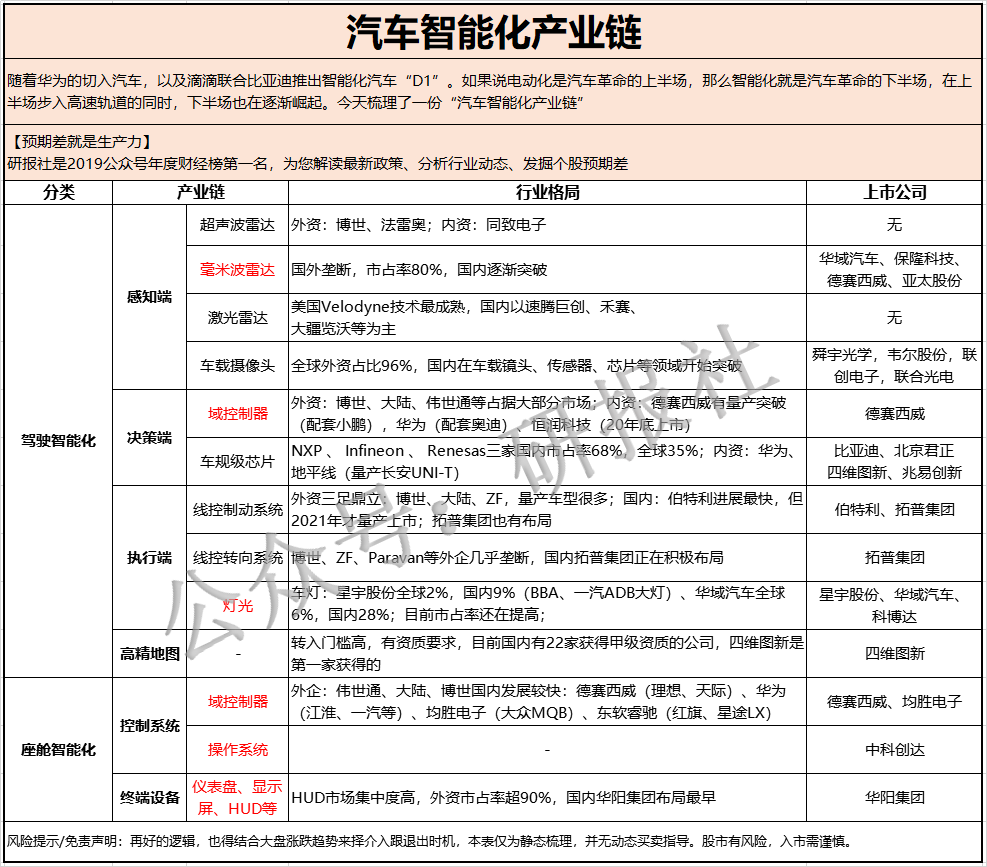 汽车智能化产业链
随着华为的切入汽车，以及滴滴联合比亚迪推出智能化汽车“D1”。如果说电动化是汽车革命的上半场，那么智能化就是汽车革命的下半场，在上
半场步入高速轨道的同时，下半场也在逐渐崛起。今天梳理了一份“汽车智能化产业链”
【预期差就是生产力】
研报社是2019公众号年度财经榜第一名，为您解读最新政策、分析行业动态、发掘个股预期差
分类 产业链 行业格局 上市公司
驾驶智能化
感知端
超声波雷达 外资：博世、法雷奥；内资：同致电子 无
毫米波雷达 国外垄断，市占率80%，国内逐渐突破
华域汽车、保隆科技、
德赛西威、亚太股份
激光雷达
美国Velodyne技术最成熟，国内以速腾巨创、禾赛、
大疆览沃等为主
无
车载摄像头 全球外资占比96%，国内在车载镜头、传感器、芯片等领域开始突破
舜宇光学，韦尔股份，联
创电子，联合光电
决策端
域控制器
外资：博世、大陆、伟世通等占据大部分市场；内资：德赛西威有量产突破
（配套小鹏），华为（配套奥迪）、恒润科技（20年底上市）
德赛西威
车规级芯片
NXP 、 Infineon 、 Renesas三家国内市占率68%，全球35%；内资：华为、
地平线（量产长安UNI-T）
比亚迪、北京君正
四维图新、兆易创新
执行端
线控制动系统
外资三足鼎立：博世、大陆、ZF，量产车型很多；国内：伯特利进展最快，但
2021年才量产上市；拓普集团也有布局
伯特利、拓普集团
线控转向系统 博世、ZF、Paravan等外企几乎垄断，国内拓普集团正在积极布局 拓普集团
灯光
车灯：星宇股份全球2%，国内9%（BBA、一汽ADB大灯）、华域汽车全球
6%，国内28%；目前市占率还在提高；
星宇股份、华域汽车、
科博达
高精地图 -
转入门槛高，有资质要求，目前国内有22家获得甲级资质的公司，四维图新是
第一家获得的
四维图新
座舱智能化
控制系统
域控制器
外企：伟世通、大陆、博世国内发展较快：德赛西威（理想、天际）、华为
（江淮、一汽等）、均胜电子（大众MQB）、东软睿驰（红旗、星途LX）
德赛西威、均胜电子
操作系统 - 中科创达
终端设备
仪表盘、显示
屏、HUD等
HUD市场集中度高，外资市占率超90%，国内华阳集团布局最早 华阳集团
风险提示/免责声明：再好的逻辑，也得结合大盘涨跌趋势来择介入跟退出时机，本表仅为静态梳理，并无动态买卖指导。股市有风险，入市需谨慎。
公众号：研报社